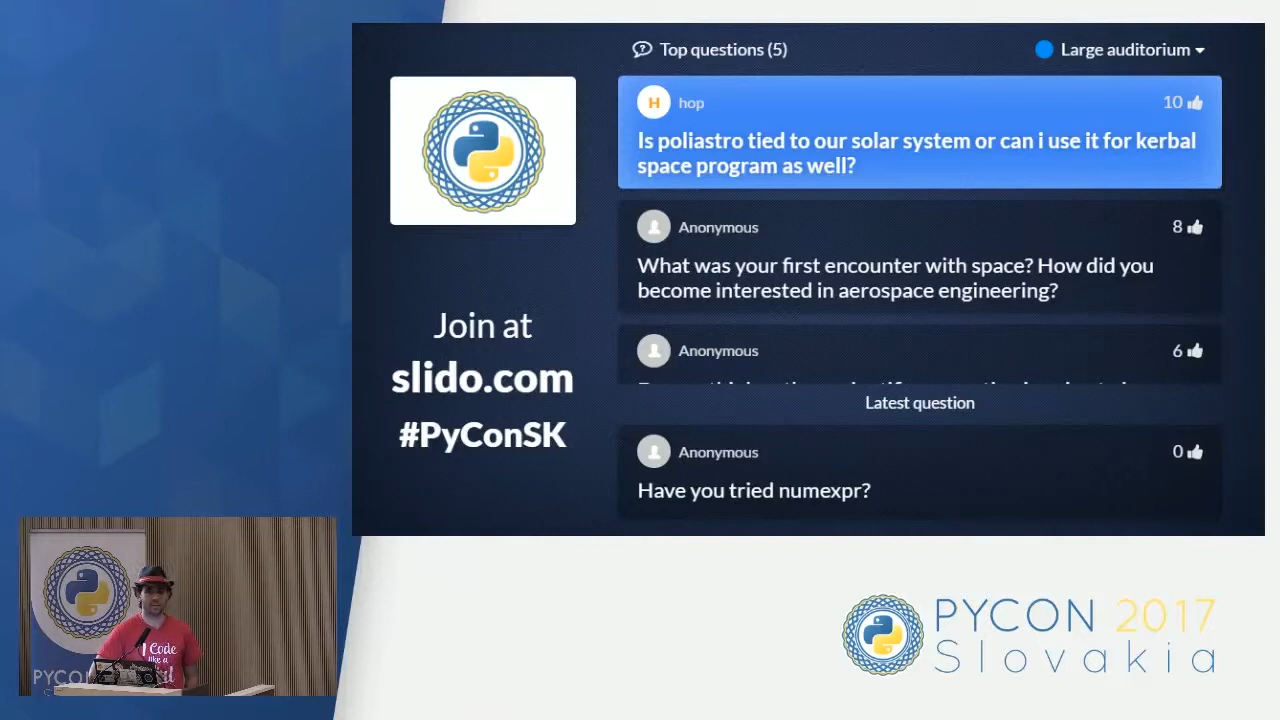 Top questions (5)
Large auditorium
H hop 10
Is poliastro tied to our solar system or can i use it for kerbal
space program as well?
Anonymous 8
What was your first encounter with space? How did you
become interested in aerospace engineering?
Anonymous 6
Latest question
Anonymous 0
Have you tried numexpr?
Join at
slido.com
#PyConSK
I Code
like a
PYCO
PYCON 2017
Slovakia